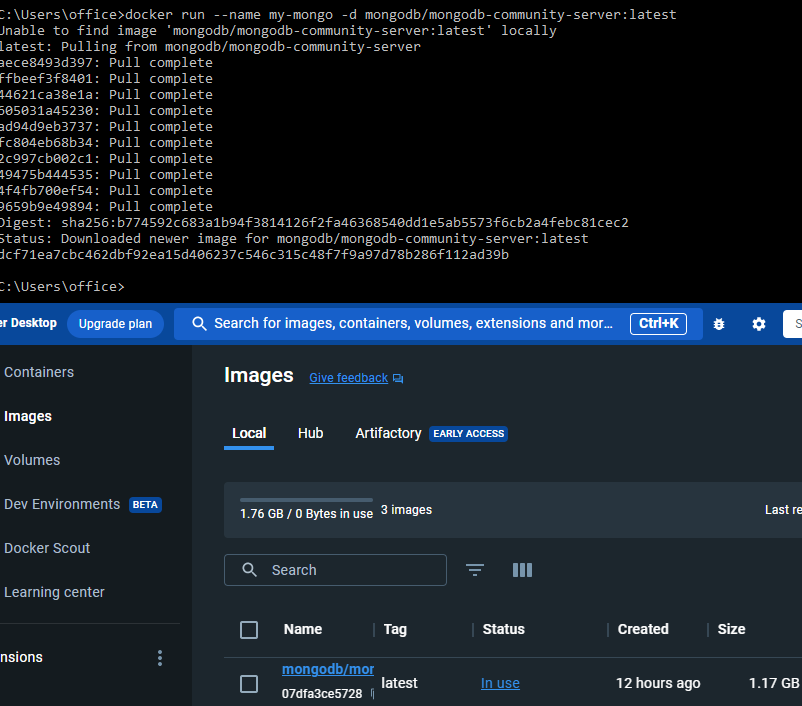 C:\Users\office>docker run --name my-mongo -d mongodb/mongodb-community-server:latest
Unable to find image 'mongodb/mongodb-community-server:latest' locally
latest: Pulling from mongodb/mongodb-community-server
aece8493d397: Pull complete
ffbeef3f8401: Pull complete
44621ca38e1a: Pull complete
605031a45230: Pull complete
ad94d9eb3737: Pull complete
fc804eb68b34: Pull complete
2c997cb002c1: Pull complete
49475b444535: Pull complete
4f4fb700ef54: Pull complete
9659b9e49894: Pull complete
Digest: sha256:b774592c683a1b94f3814126f2fa46368540dd1e5ab5573f6cb2a4febc81cec2
Status: Downloaded newer image for mongodb/mongodb-community-server:latest
dcf71ea7cbc462dbf92ea15d406237c546c315c48f7f9a97d78b286f112ad39b
C:\Users\office>
er Desktop Upgrade plan Search for images, containers, volumes, extensions and mor... Ctrl+K S
Containers
Images
Volumes
Dev Environments BETA
Docker Scout
Learning center
nsions
Images Give feedback
Local Hub Artifactory EARLY ACCESS
1.76 GB / 0 Bytes in use 3 images Last re
Search
Name Tag Status Created Size
mongodb/mor latest In use 12 hours ago 1.17 GB
07dfa3ce5728